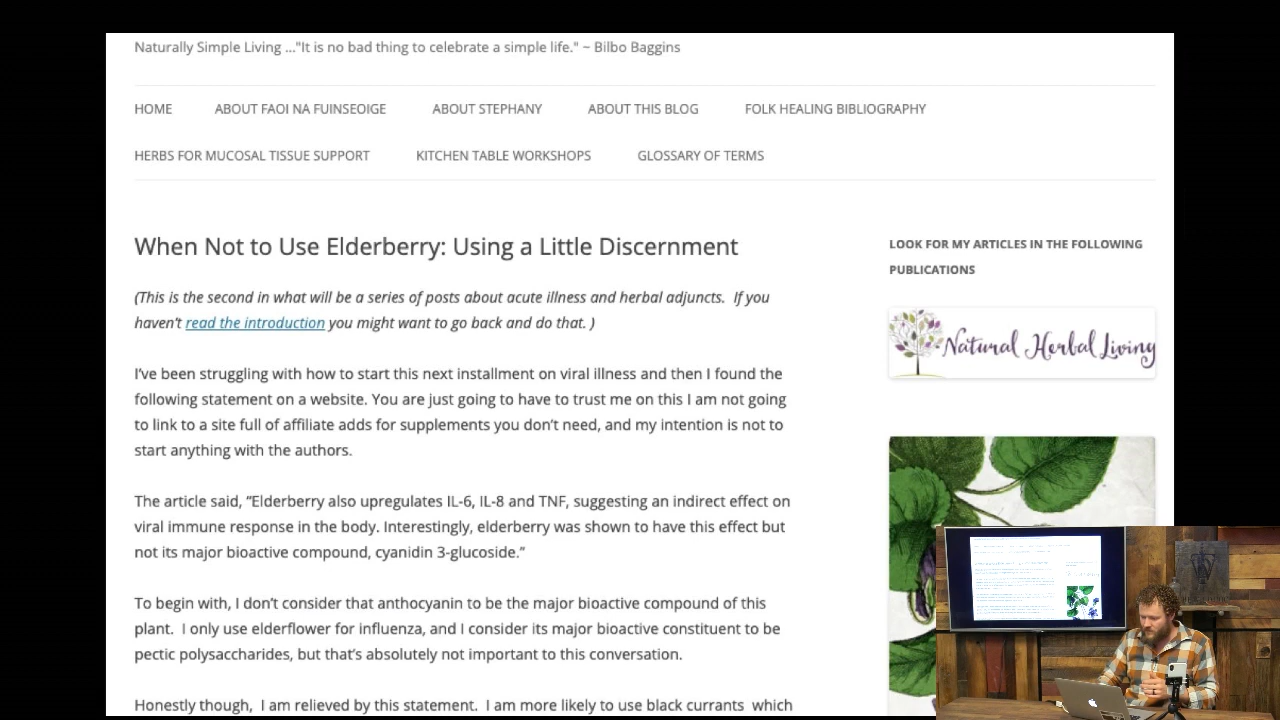 Naturally Simple Living ..."It is no bad thing to celebrate a simple life." ~ Bilbo Baggins
HOME ABOUT FAOI NA FUINSEOIGE ABOUT STEPHANY ABOUT THIS BLOG FOLK HEALING BIBLIOGRAPHY
HERBS FOR MUCOSAL TISSUE SUPPORT KITCHEN TABLE WORKSHOPS GLOSSARY OF TERMS
When Not to Use Elderberry: Using a Little Discernment
(This is the second in what will be a series of posts about acute illness and herbal adjuncts. If you
haven't read the introduction you might want to go back and do that. )
I've been struggling with how to start this next installment on viral illness and then I found the
following statement on a website. You are just going to have to trust me on this I am not going
to link to a site full of affiliate adds for supplements you don't need, and my intention is not to
start anything with the authors.
The article said, "Elderberry also upregulates IL-6, IL-8 and TNF, suggesting an indirect effect on
viral immune response in the body. Interestingly, elderberry was shown to have this effect but
not its major bioactive compound, cyanidin 3-glucoside."
To begin with, I don't consider that anthocyanin to be the major bioactive compound of this
plant. I only use elderflower for influenza, and I consider its major bioactive constituent to be
pectic polysaccharides, but that's absolutely not important to this conversation.
Honestly though, I am relieved by this statement. I am more likely to use black currants which
LOOK FOR MY ARTICLES IN THE FOLLOWING
PUBLICATIONS
Natural Herbal Living